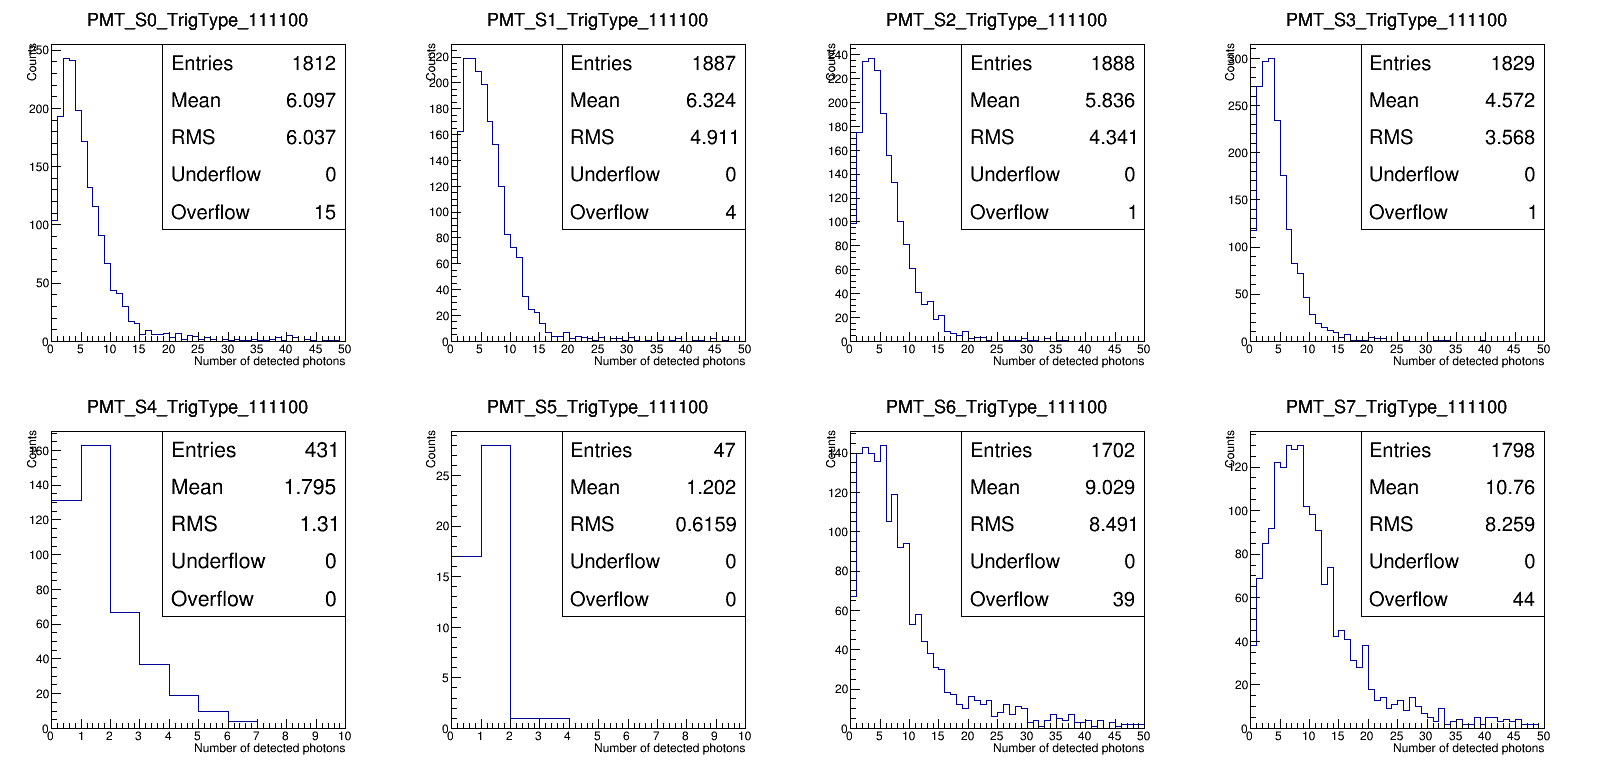 PMT_S0_TrigType_111100
Counts
Entries 1812
Mean 6.097
RMS 6.037
Underflow 0
Overflow 15
250
200
150
100
50
0
0 5 10 15 20 25 30 35 40 45 50
Number of detected photons
PMT_S1_TrigType_111100
Counts
Entries 1887
Mean 6.324
RMS 4.911
Underflow 0
Overflow 4
220
200
180
160
140
120
100
80
60
40
20
0
0 5 10 15 20 25 30 35 40 45 50
Number of detected photons
PMT_S2_TrigType_111100
Counts
Entries 1888
Mean 5.836
RMS 4.341
Underflow 0
Overflow 1
240
220
200
180
160
140
120
100
80
60
40
20
0
0 5 10 15 20 25 30 35 40 45 50
Number of detected photons
PMT_S3_TrigType_111100
Counts
Entries 1829
Mean 4.572
RMS 3.568
Underflow 0
Overflow 1
300
250
200
150
100
50
0
0 5 10 15 20 25 30 35 40 45 50
Number of detected photons
PMT_S4_TrigType_111100
Counts
Entries 431
Mean 1.795
RMS 1.31
Underflow 0
Overflow 0
160
140
120
100
80
60
40
20
0
0 1 2 3 4 5 6 7 8 9 10
Number of detected photons
PMT_S5_TrigType_111100
Counts
Entries 47
Mean 1.202
RMS 0.6159
Underflow 0
Overflow 0
25
20
15
10
5
0
0 1 2 3 4 5 6 7 8 9 10
Number of detected photons
PMT_S6_TrigType_111100
Counts
Entries 1702
Mean 9.029
RMS 8.491
Underflow 0
Overflow 39
140
120
100
80
60
40
20
0
0 5 10 15 20 25 30 35 40 45 50
Number of detected photons
PMT_S7_TrigType_111100
Counts
Entries 1798
Mean 10.76
RMS 8.259
Underflow 0
Overflow 44
120
100
80
60
40
20
0
0 5 10 15 20 25 30 35 40 45 50
Number of detected photons